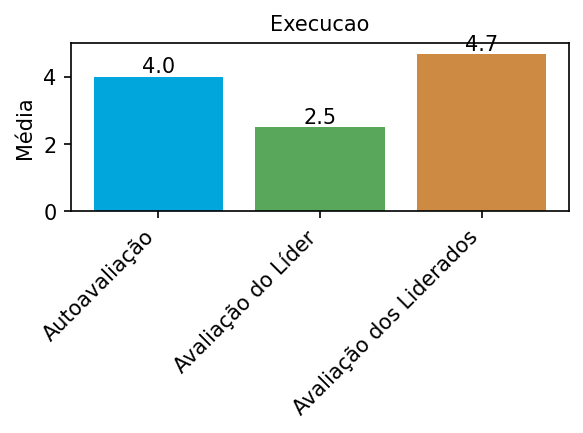 Execucao
Média
4
2
0
4.0
2.5
4.7
Autoavaliação
Avaliação do Líder
Avaliação dos Liderados